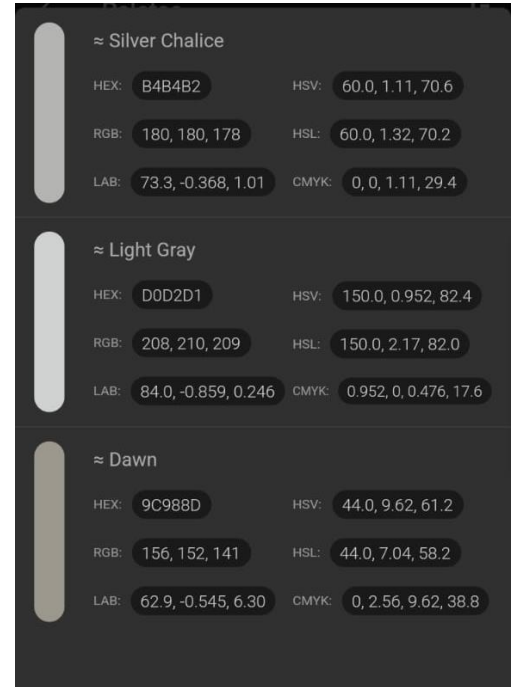 ≈ Silver Chalice
HEX: B4B4B2 HSV: 60.0, 1.11, 70.6
RGB: 180, 180, 178 HSL: 60.0, 1.32, 70.2
LAB: 73.3, -0.368, 1.01 CMYK: 0, 0, 1.11, 29.4
≈ Light Gray
HEX: D0D2D1 HSV: 150.0, 0.952, 82.4
RGB: 208, 210, 209 HSL: 150.0, 2.17, 82.0
LAB: 84.0, -0.859, 0.246 CMYK: 0.952, 0, 0.476, 17.6
≈ Dawn
HEX: 9C988D HSV: 44.0, 9.62, 61.2
RGB: 156, 152, 141 HSL: 44.0, 7.04, 58.2
LAB: 62.9, -0.545, 6.30 CMYK: 0, 2.56, 9.62, 38.8